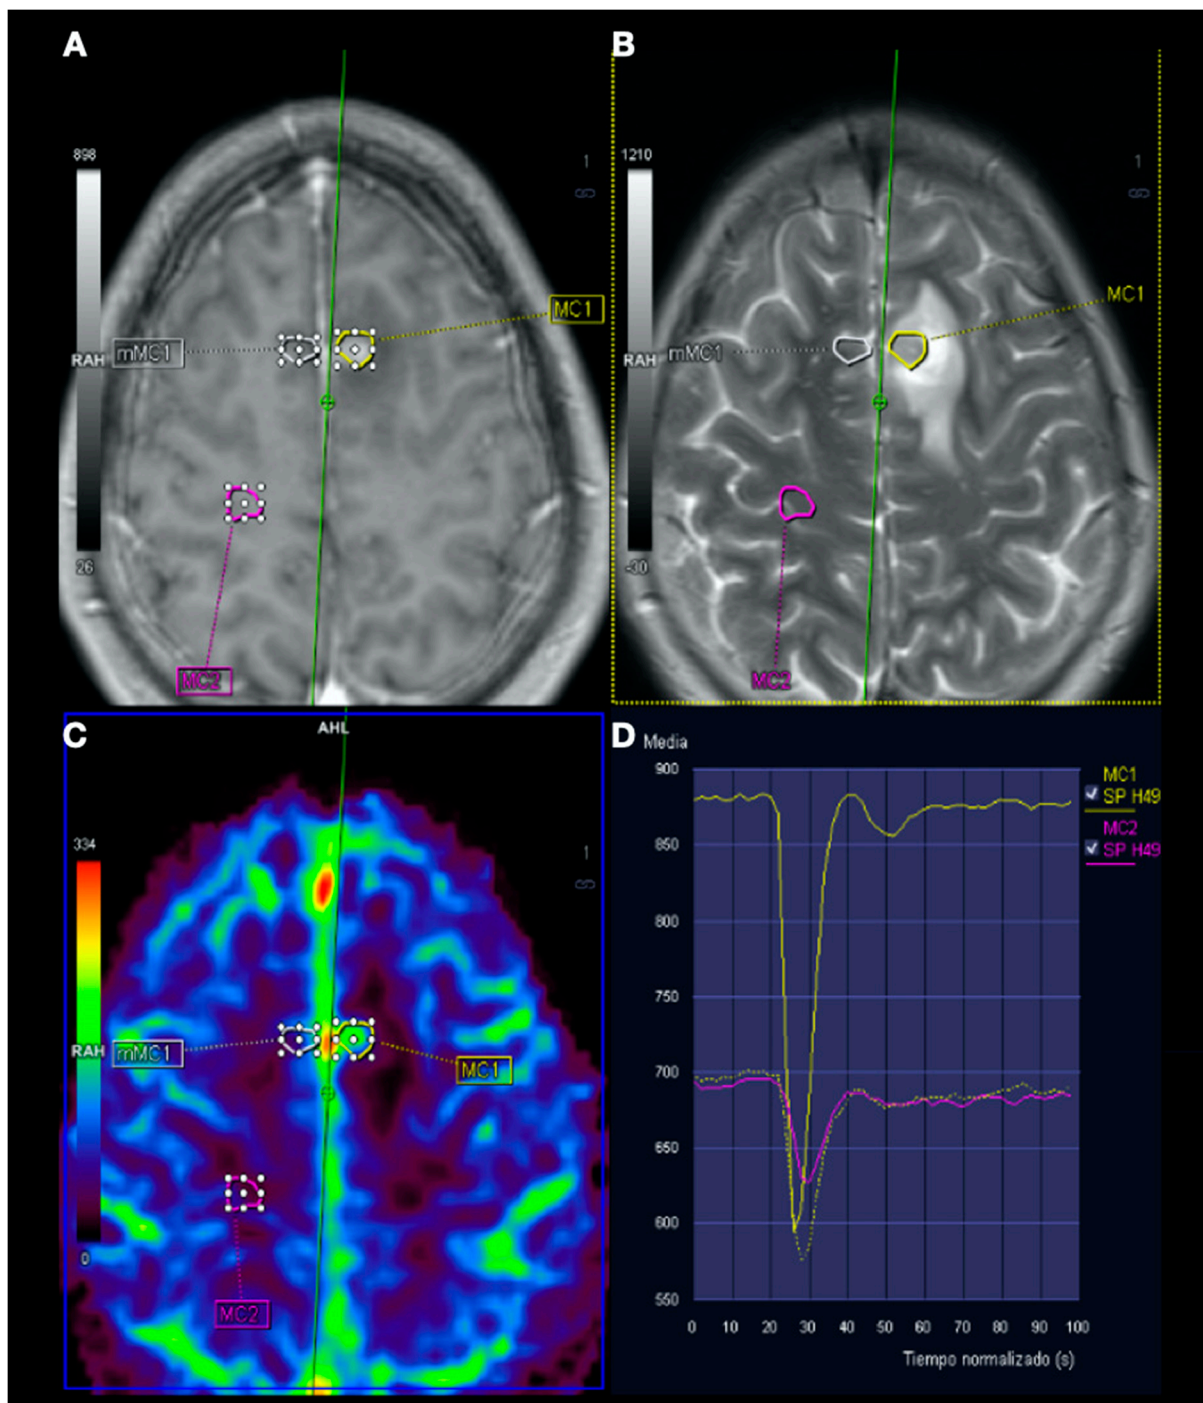 A
898
1
RAH
mMC1
MC1
26
MC2
B
1210
1
MC1
RAH
mMC1
-30
MC2
C
AHL
334
1
RAH
mMC1
MC1
0
MC2
D
Media
900
850
800
750
700
650
600
550
0 10 20 30 40 50 60 70 80 90 100
Tiempo normalizado (s)
MC1
SP H49
MC2
SP H49